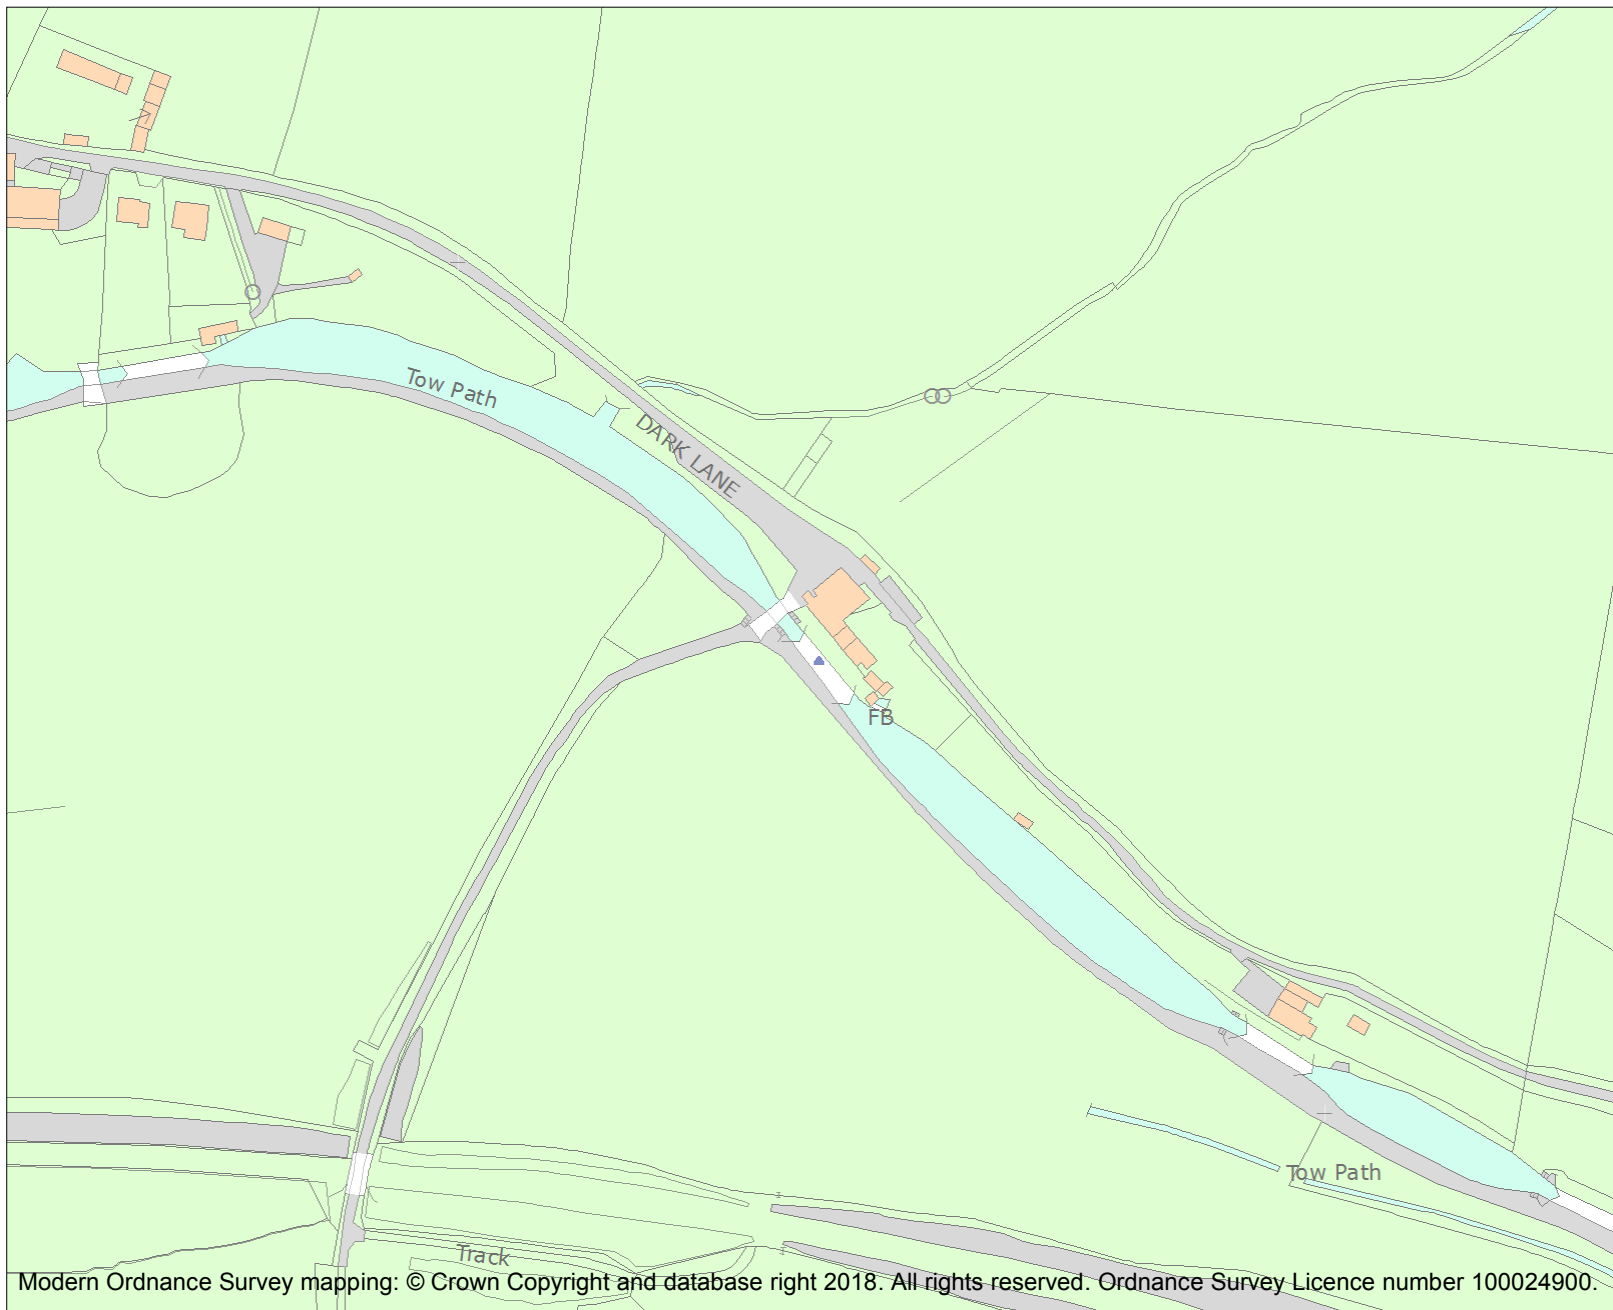 Tow Path
DARK LANE
FB
Tow Path
Track
Modern Ordnance Survey mapping: © Crown Copyright and database right 2018. All rights reserved. Ordnance Survey Licence number 100024900.